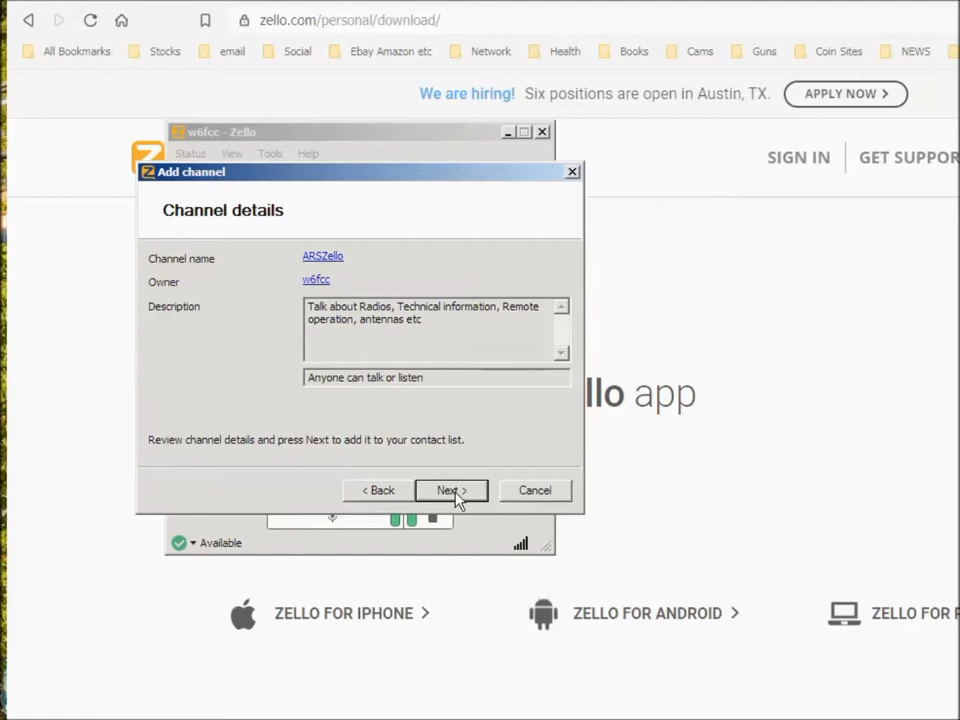 zello.com/personal/download/
All Bookmarks Stocks email Social Ebay Amazon etc Network Health Books Cams Guns Coin Sites NEWS
We are hiring! Six positions are open in Austin, TX. APPLY NOW >
w6fcc - Zello
Status View Tools Help
SIGN IN GET SUPPOR
Add channel
Channel details
Channel name ARSZello
Owner w6fcc
Description Talk about Radios, Technical information, Remote
operation, antennas etc
Anyone can talk or listen
llo app
Review channel details and press Next to add it to your contact list.
< Back Next > Cancel
Available
ZELLO FOR IPHONE > ZELLO FOR ANDROID > ZELLO FOR